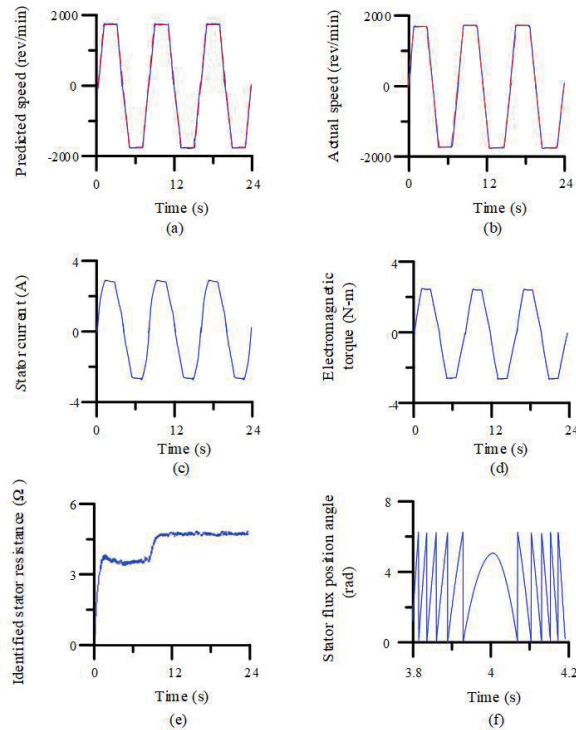 Predicted speed (rev/min)
2000
0
-2000
0
12
24
Time (s)
(a)
Actual speed (rev/min)
2000
0
-2000
0
12
24
Time (s)
(b)
Stator current (A)
4
0
-4
0
12
24
Time (s)
(c)
Electromagnetic
torque (N-m)
4
0
-4
0
12
24
Time (s)
(d)
Identified stator resistance (Ω)
6
3
0
0
12
24
Time (s)
(e)
Stator flux position angle
(rad)
8
4
0
3.8
4
4.2
Time (s)
(f)